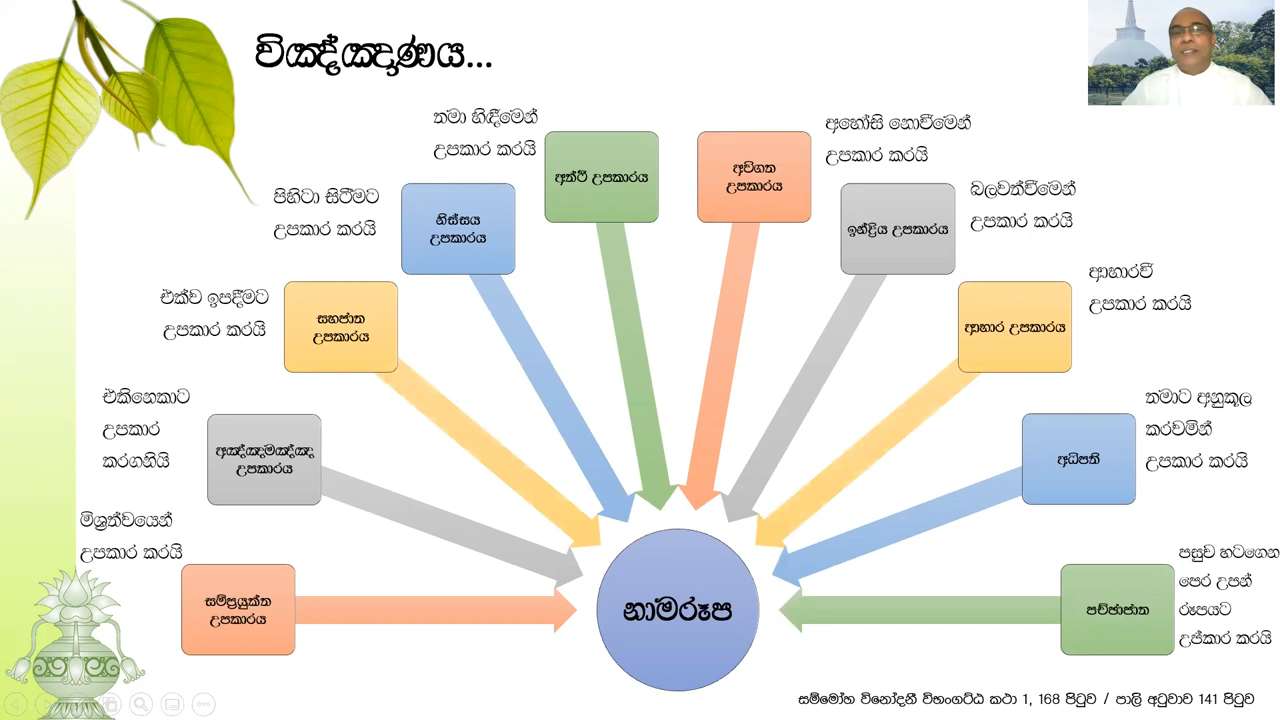 විඤ්ඤාණය...
තමා හිඳීමෙන්
උපකාර කරයි
අත්ථි උපකාරය
අවිගත
උපකාරය
අහෝසි නොවීමෙන්
උපකාර කරයි
පිහිටා සිටීමට
උපකාර කරයි
නිස්සය
උපකාරය
ඉන්ද්‍රිය උපකාරය
බලවත්වීමෙන්
උපකාර කරයි
එක්ව ඉපදීමට
උපකාර කරයි
සහජාත
උපකාරය
ආහාර උපකාරය
ආහාරවී
උපකාර කරයි
එකිනෙකාට
උපකාර
කරගනියි
අඤ්ඤමඤ්ඤ
උපකාරය
අධිපති
තමාට අනුකූල
කරවමින්
උපකාර කරයි
මිශ්‍රත්වයෙන්
උපකාර කරයි
සම්ප්‍රයුක්ත
උපකාරය
නාමරූප
පච්ඡාජාත
පසුව හටගෙන
පෙර උපන්
රූපයට
උප්කාර කරයි
සම්මෝහ විනෝදනී විභංගට්ඨ කථා 1, 168 පිටුව / පාලි අටුවාව 141 පිටුව